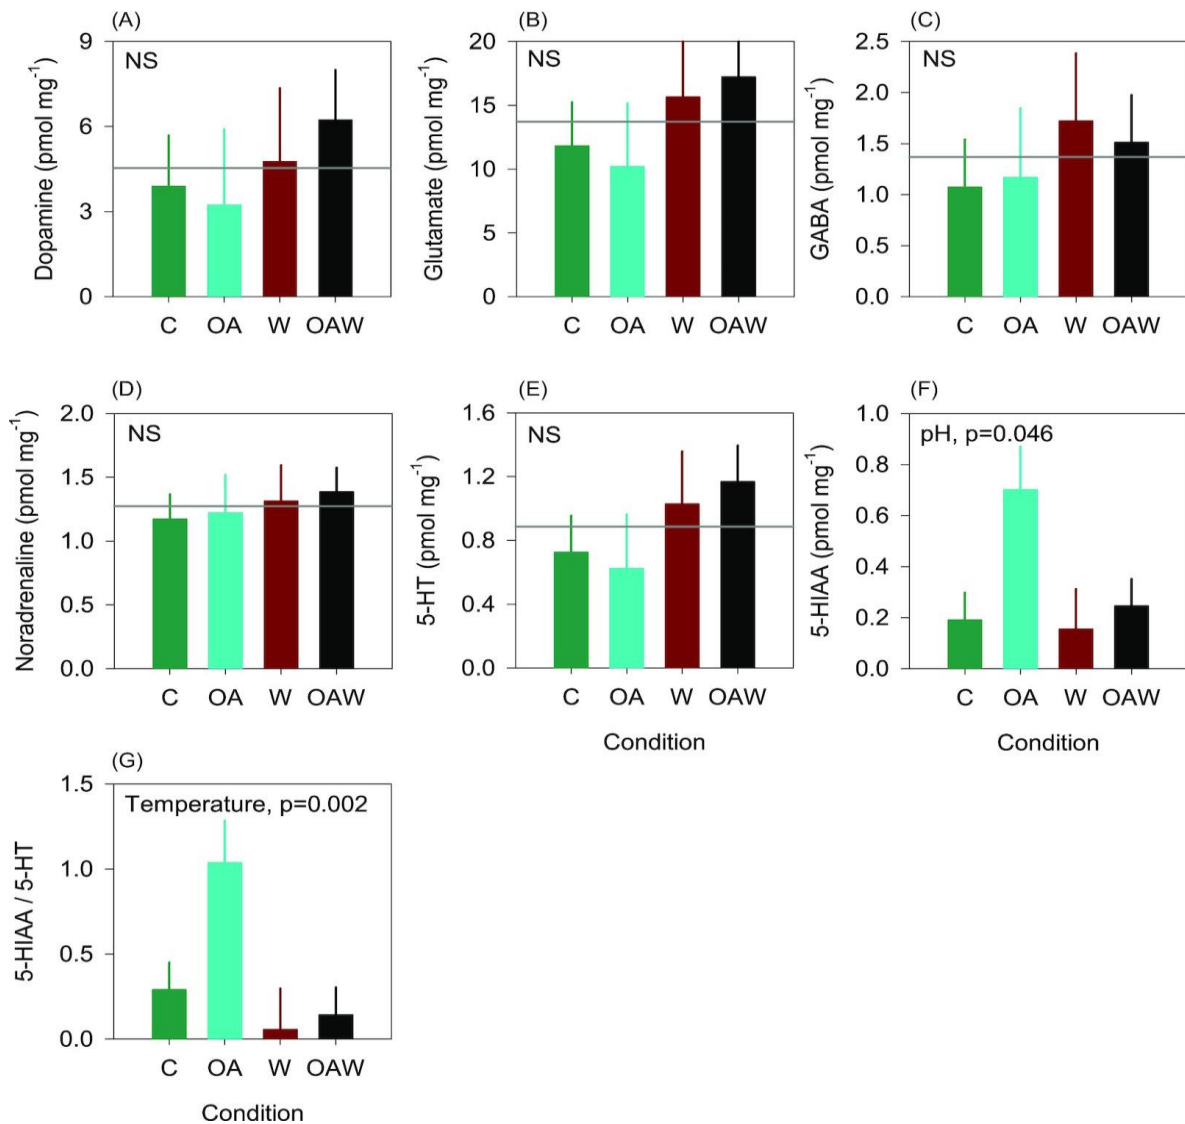 (A)
9
6
3
0
Dopamine (pmol mg⁻¹)
NS
C OA W OAW
(B)
20
15
10
5
0
Glutamate (pmol mg⁻¹)
NS
C OA W OAW
(C)
2.5
2.0
1.5
1.0
0.5
0.0
GABA (pmol mg⁻¹)
NS
C OA W OAW
(D)
2.0
1.5
1.0
0.5
0.0
Noradrenaline (pmol mg⁻¹)
NS
C OA W OAW
(E)
1.6
1.2
0.8
0.4
0.0
5-HT (pmol mg⁻¹)
NS
C OA W OAW
Condition
(F)
1.0
0.8
0.6
0.4
0.2
0.0
5-HIAA (pmol mg⁻¹)
pH, p=0.046
C OA W OAW
Condition
(G)
1.5
1.0
0.5
0.0
5-HIAA / 5-HT
Temperature, p=0.002
C OA W OAW
Condition